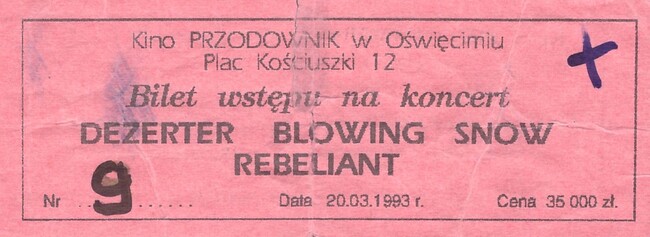 Kino PRZODOWNIK w Oświęcimiu
Plac Kościuszki 12
Bilet wstępu na koncert
DEZERTER BLOWING SNOW
REBELIANT
Nr 9 Data 20.03.1993 r. Cena 35 000 zł.